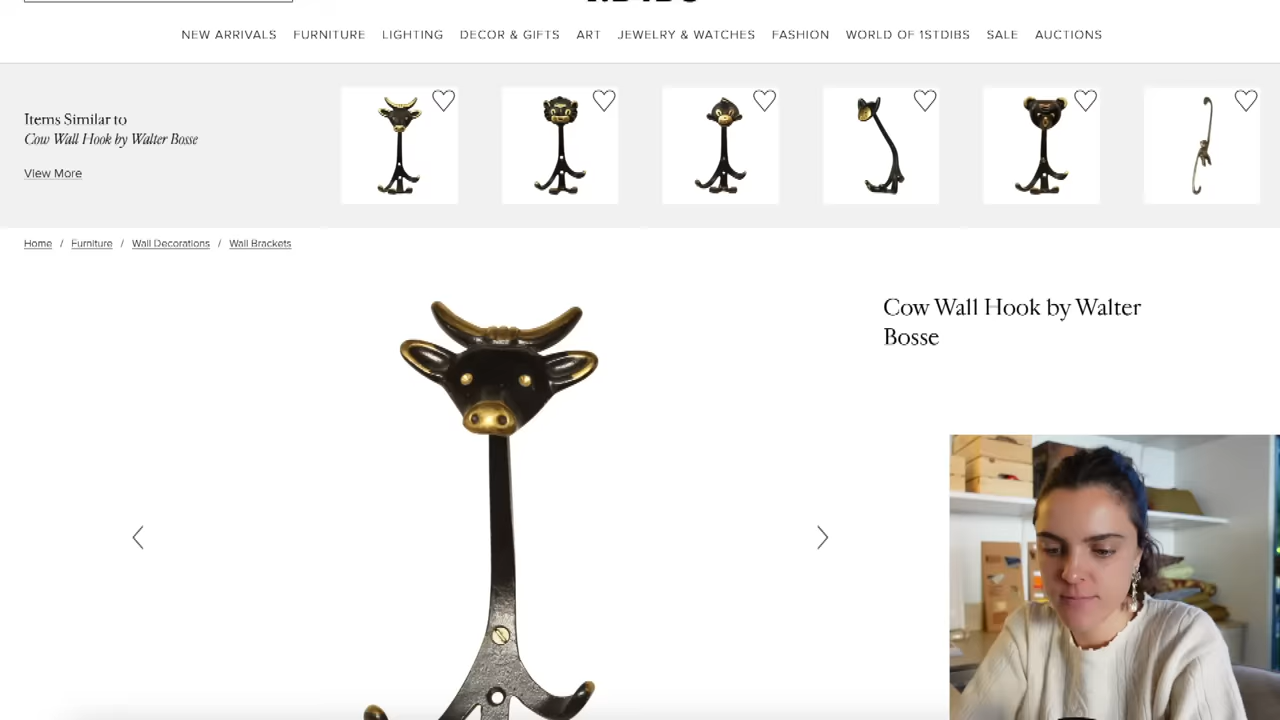 NEW ARRIVALS FURNITURE LIGHTING DECOR & GIFTS ART JEWELRY & WATCHES FASHION WORLD OF 1STDIBS SALE AUCTIONS
Items Similar to
Cow Wall Hook by Walter Bosse
View More
Home / Furniture / Wall Decorations / Wall Brackets
Cow Wall Hook by Walter
Bosse